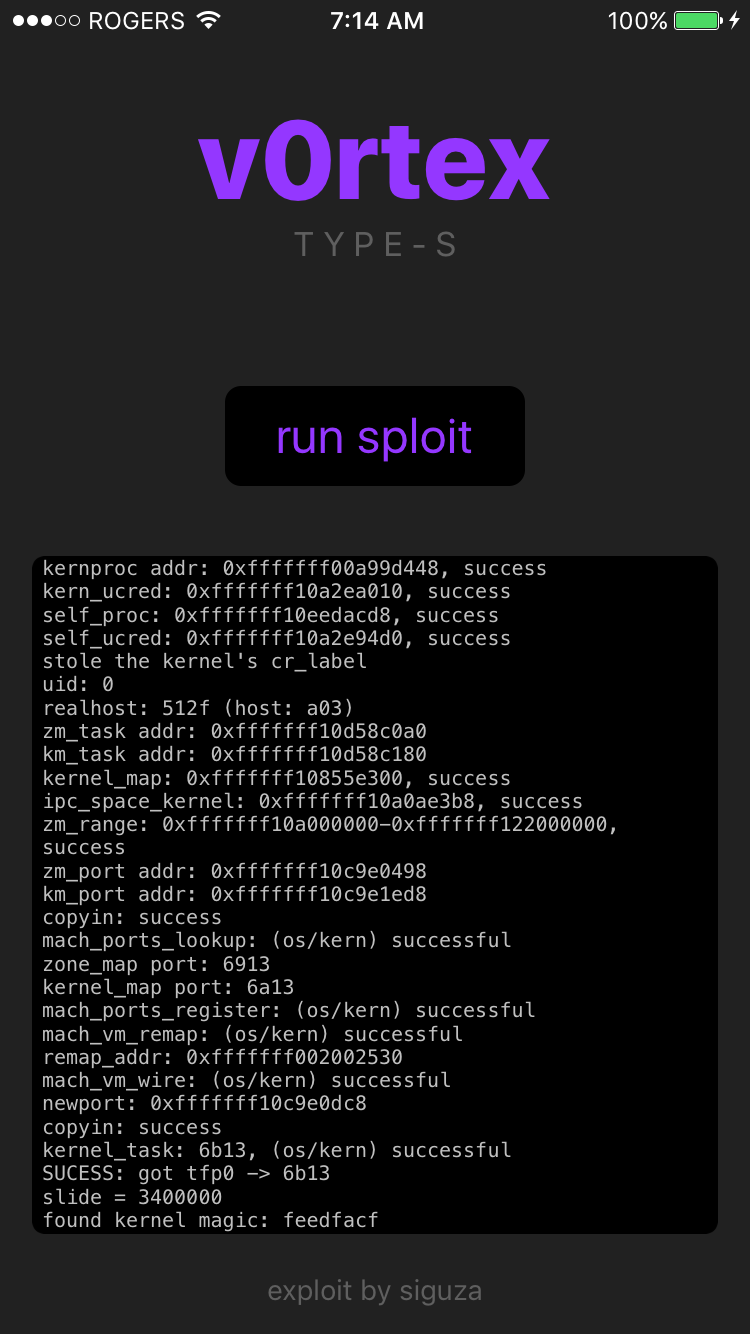 ROGERS 7:14 AM 100%
v0rtex
TYPE-S
run sploit
kernproc addr: 0xfffffff00a99d448, success
kern_ucred: 0xfffffff10a2ea010, success
self_proc: 0xfffffff10eedacd8, success
self_ucred: 0xfffffff10a2e94d0, success
stole the kernel's cr_label
uid: 0
realhost: 512f (host: a03)
zm_task addr: 0xfffffff10d58c0a0
km_task addr: 0xfffffff10d58c180
kernel_map: 0xfffffff10855e300, success
ipc_space_kernel: 0xfffffff10a0ae3b8, success
zm_range: 0xfffffff10a000000-0xfffffff122000000,
success
zm_port addr: 0xfffffff10c9e0498
km_port addr: 0xfffffff10c9e1ed8
copyin: success
mach_ports_lookup: (os/kern) successful
zone_map port: 6913
kernel_map port: 6a13
mach_ports_register: (os/kern) successful
mach_vm_remap: (os/kern) successful
remap_addr: 0xfffffff002002530
mach_vm_wire: (os/kern) successful
newport: 0xfffffff10c9e0dc8
copyin: success
kernel_task: 6b13, (os/kern) successful
SUCESS: got tfp0 -> 6b13
slide = 3400000
found kernel magic: feedfacf
exploit by siguza